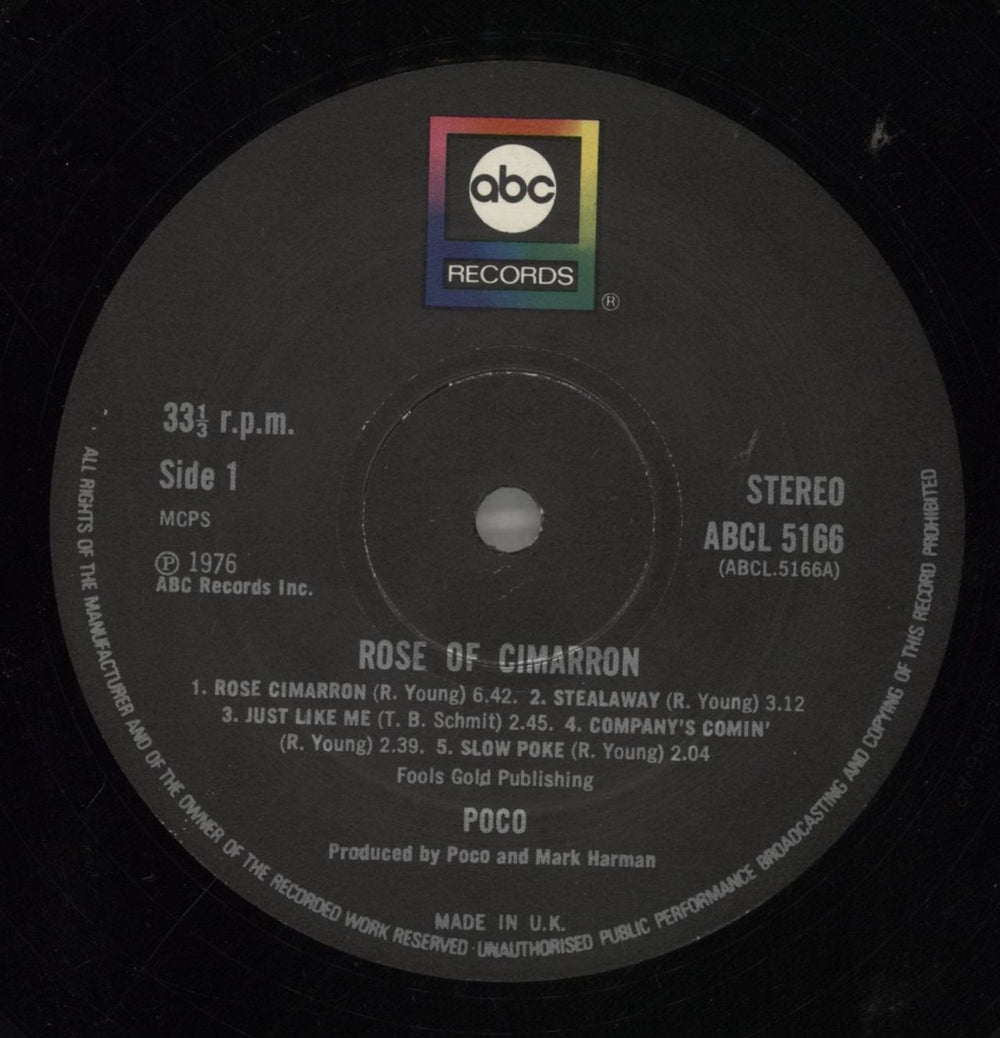 abc
RECORDS
®
33⅓ r.p.m.
Side 1
MCPS
℗ 1976
ABC Records Inc.
STEREO
ABCL 5166
(ABCL.5166A)
ROSE OF CIMARRON
1. ROSE CIMARRON (R. Young) 6.42. 2. STEALAWAY (R. Young) 3.12
3. JUST LIKE ME (T. B. Schmit) 2.45. 4. COMPANY'S COMIN'
(R. Young) 2.39. 5. SLOW POKE (R. Young) 2.04
Fools Gold Publishing
POCO
Produced by Poco and Mark Harman
MADE IN U.K.
ALL RIGHTS OF THE MANUFACTURER AND OF THE OWNER OF THE RECORDED WORK RESERVED · UNAUTHORISED PUBLIC PERFORMANCE BROADCASTING AND COPYING OF THIS RECORD PROHIBITED